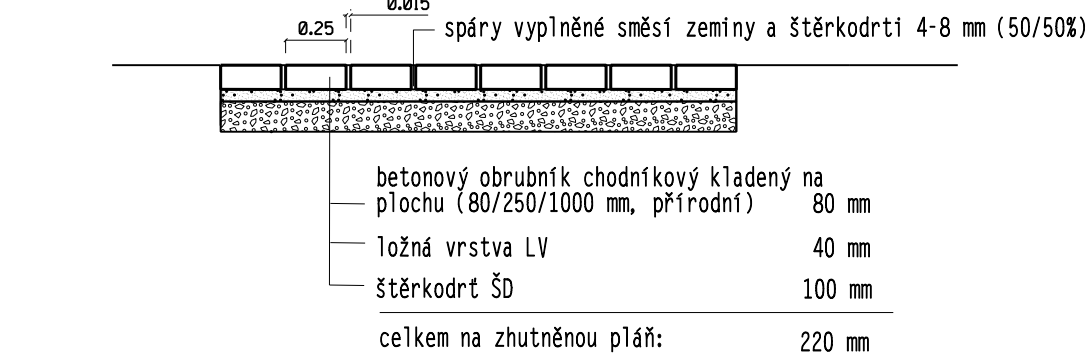 0.015
0.25
spáry vyplněné směsí zeminy a štěrkodrti 4-8 mm (50/50%)
betonový obrubník chodníkový kladený na
plochu (80/250/1000 mm, přírodní) 80 mm
ložná vrstva LV 40 mm
štěrkodrť ŠD 100 mm
celkem na zhutněnou pláň: 220 mm